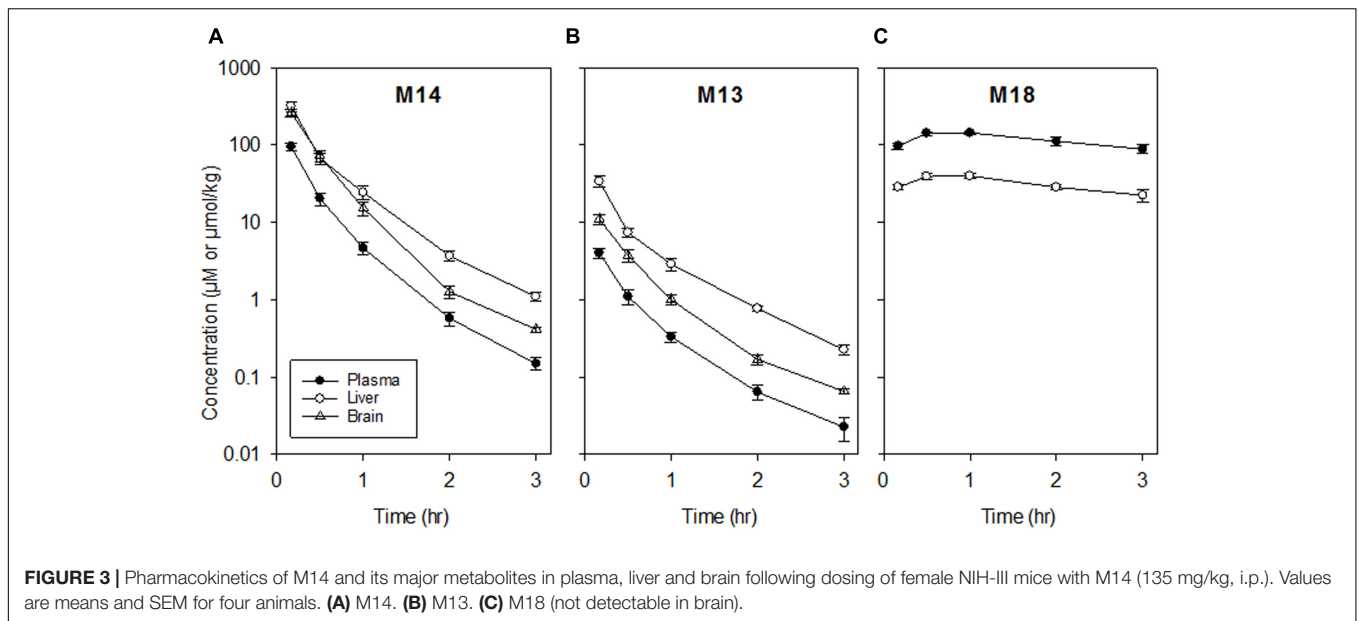 A
B
C
M14
M13
M18
1000
100
10
1
0.1
0.01
Concentration (µM or µmol/kg)
Plasma
Liver
Brain
0 1 2 3
0 1 2 3
0 1 2 3
Time (hr)
Time (hr)
Time (hr)
FIGURE 3 | Pharmacokinetics of M14 and its major metabolites in plasma, liver and brain following dosing of female NIH-III mice with M14 (135 mg/kg, i.p.). Values
are means and SEM for four animals. (A) M14. (B) M13. (C) M18 (not detectable in brain).